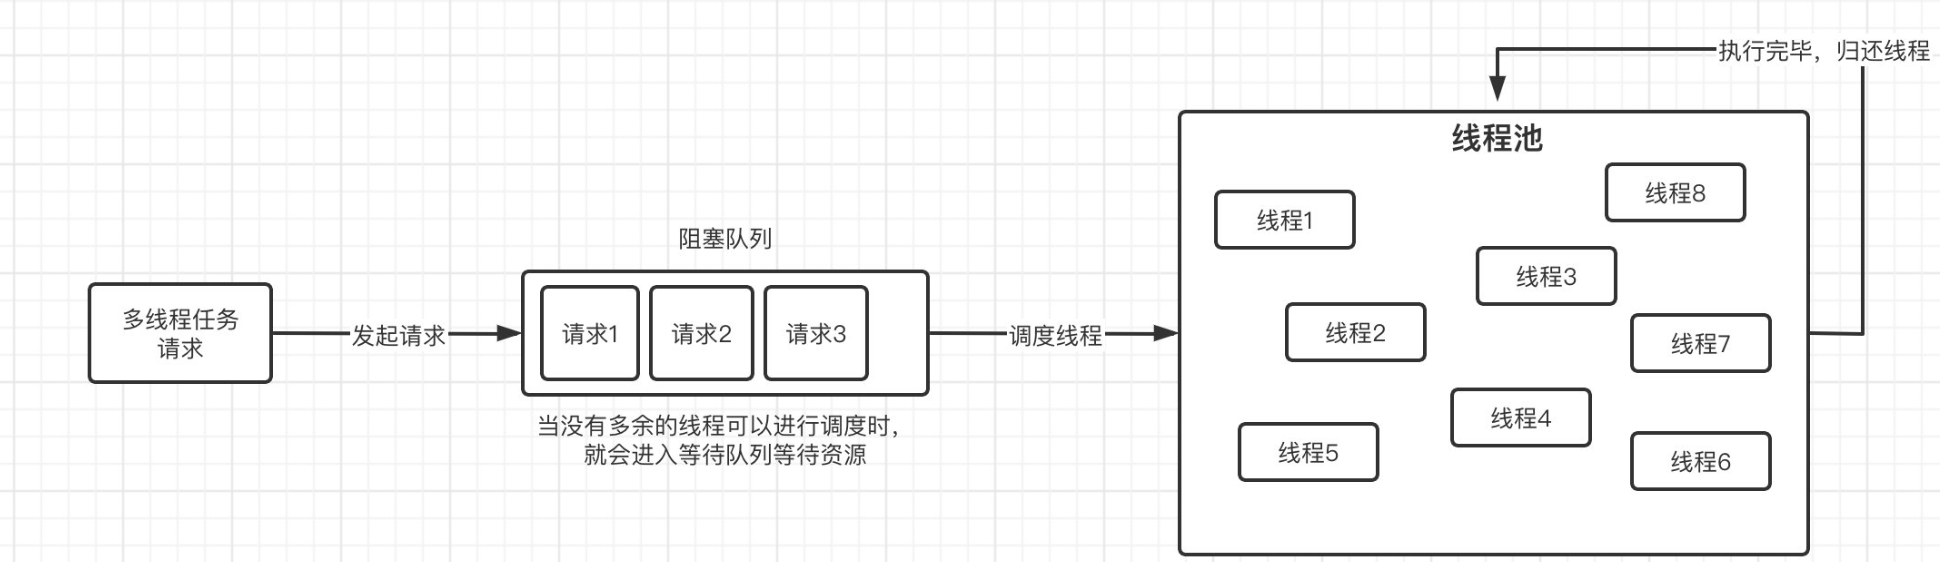 执行完毕，归还线程
线程池
线程8
线程1
阻塞队列
线程3
多线程任务
请求
发起请求
请求1
请求2
请求3
调度线程
线程2
线程7
当没有多余的线程可以进行调度时，
就会进入等待队列等待资源
线程4
线程5
线程6